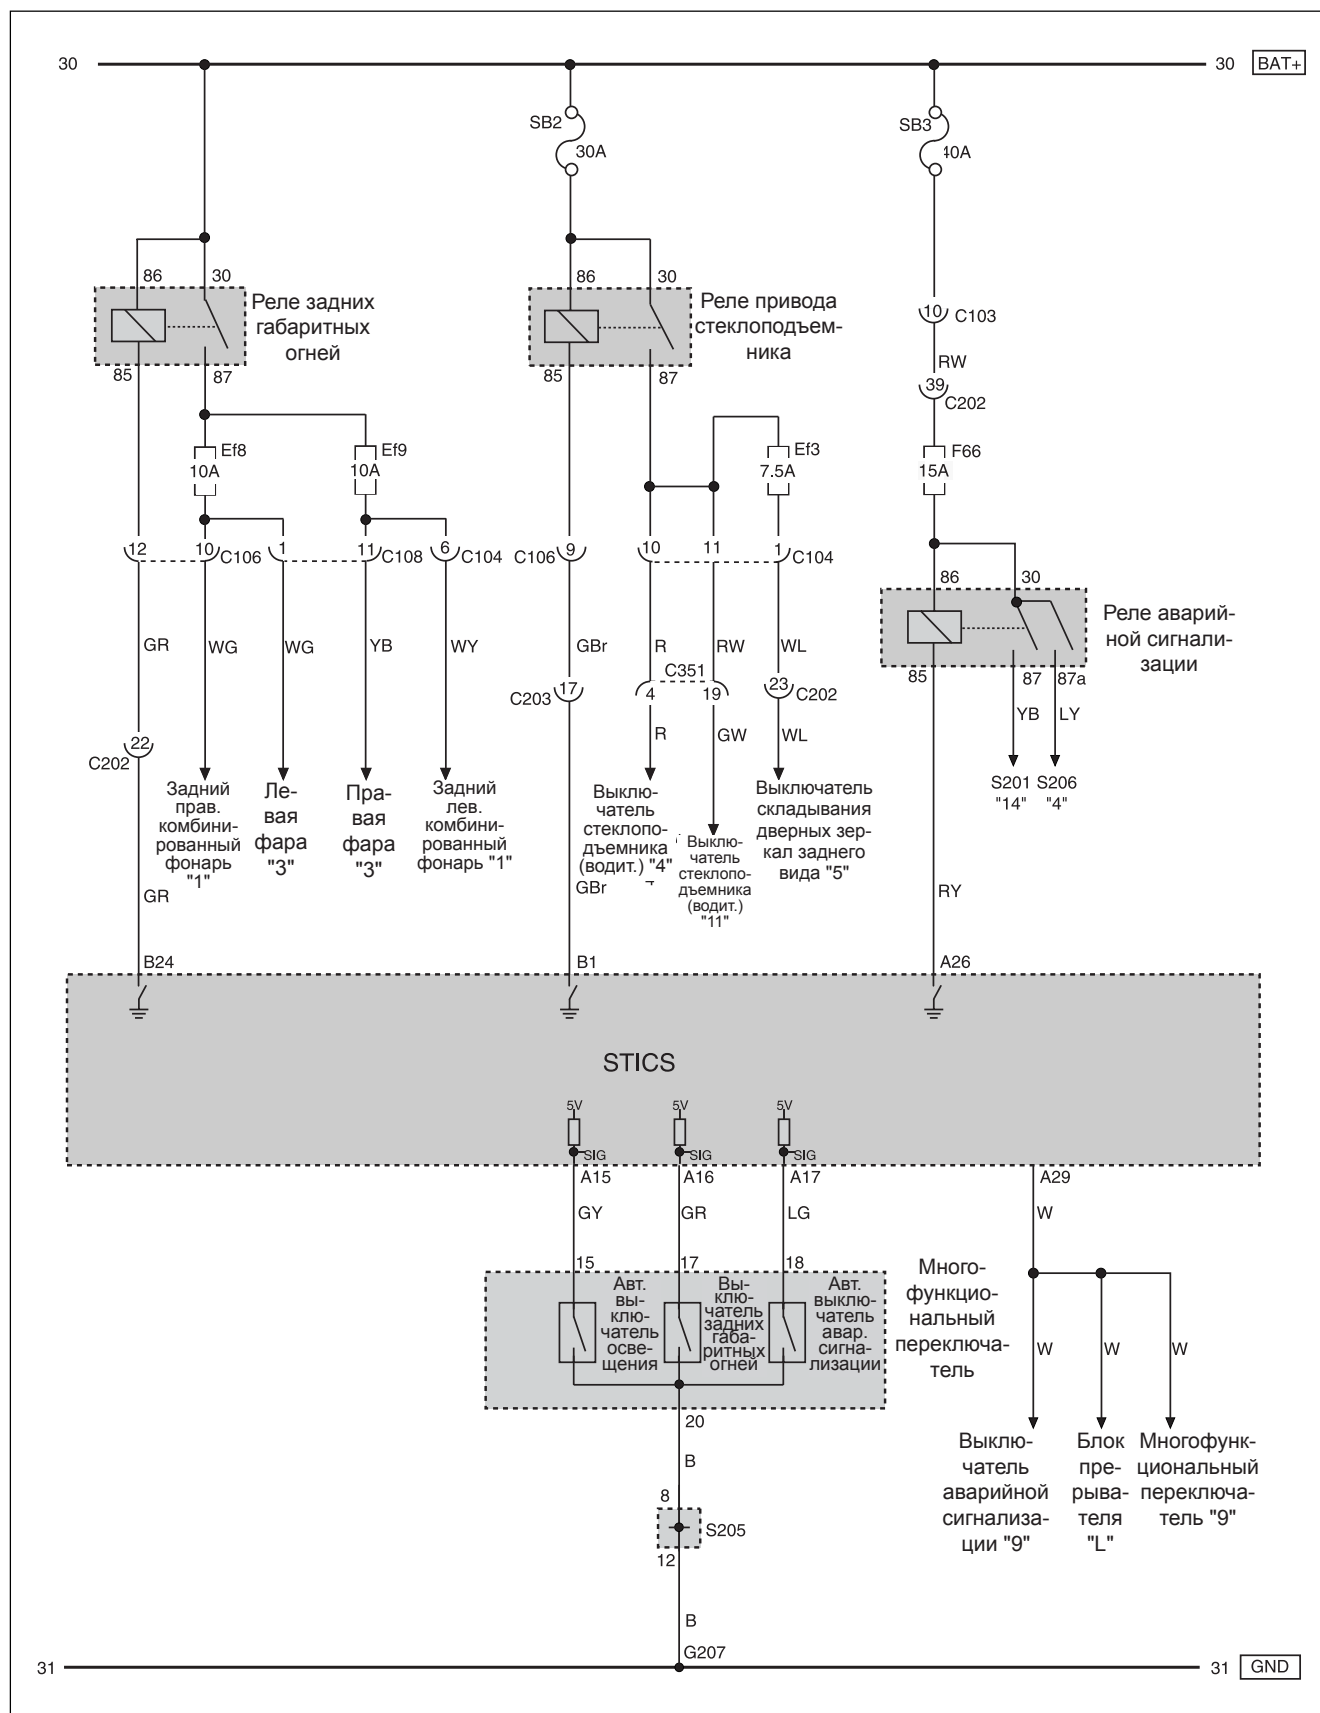 30
30
BAT+
SB2
30A
SB3
40A
86
30
Реле задних
габаритных
огней
85
87
86
30
Реле привода
стеклоподъем-
ника
85
87
10
C103
RW
39
C202
Ef8
10A
Ef9
10A
Ef3
7.5A
F66
15A
12
10
C106
1
11
C108
6
C104
C106
9
10
11
1
C104
86
30
Реле аварий-
ной сигнали-
зации
85
87
87a
GR
WG
WG
YB
WY
GBr
R
RW
WL
C203
17
C351
4
19
23
C202
R
GW
WL
YB
LY
22
C202
S201
"14"
S206
"4"
Задний
прав.
комбини-
рованный
фонарь
"1"
Ле-
вая
фара
"3"
Пра-
вая
фара
"3"
Задний
лев.
комбини-
рованный
фонарь "1"
Выклю-
чатель
стеклопо-
дъемника
(водит.) "4"
Выклю-
чатель
стеклопо-
дъемника
(водит.)
"11"
Выключатель
складывания
дверных зер-
кал заднего
вида "5"
GR
GBr
RY
B24
B1
A26
STICS
5V
5V
5V
SIG
SIG
SIG
A15
A16
A17
A29
GY
GR
LG
W
15
17
18
Авт.
вы-
клю-
чатель
осве-
щения
Вы-
клю-
чатель
задних
габа-
ритных
огней
Авт.
выклю-
чатель
авар.
сигна-
лизации
Много-
функцио-
нальный
переключа-
тель
W
W
W
20
B
8
S205
12
B
G207
Выклю-
чатель
аварийной
сигнализа-
ции "9"
Блок
пре-
рыва-
теля
"L"
Многофунк-
циональный
переключа-
тель "9"
31
31
GND